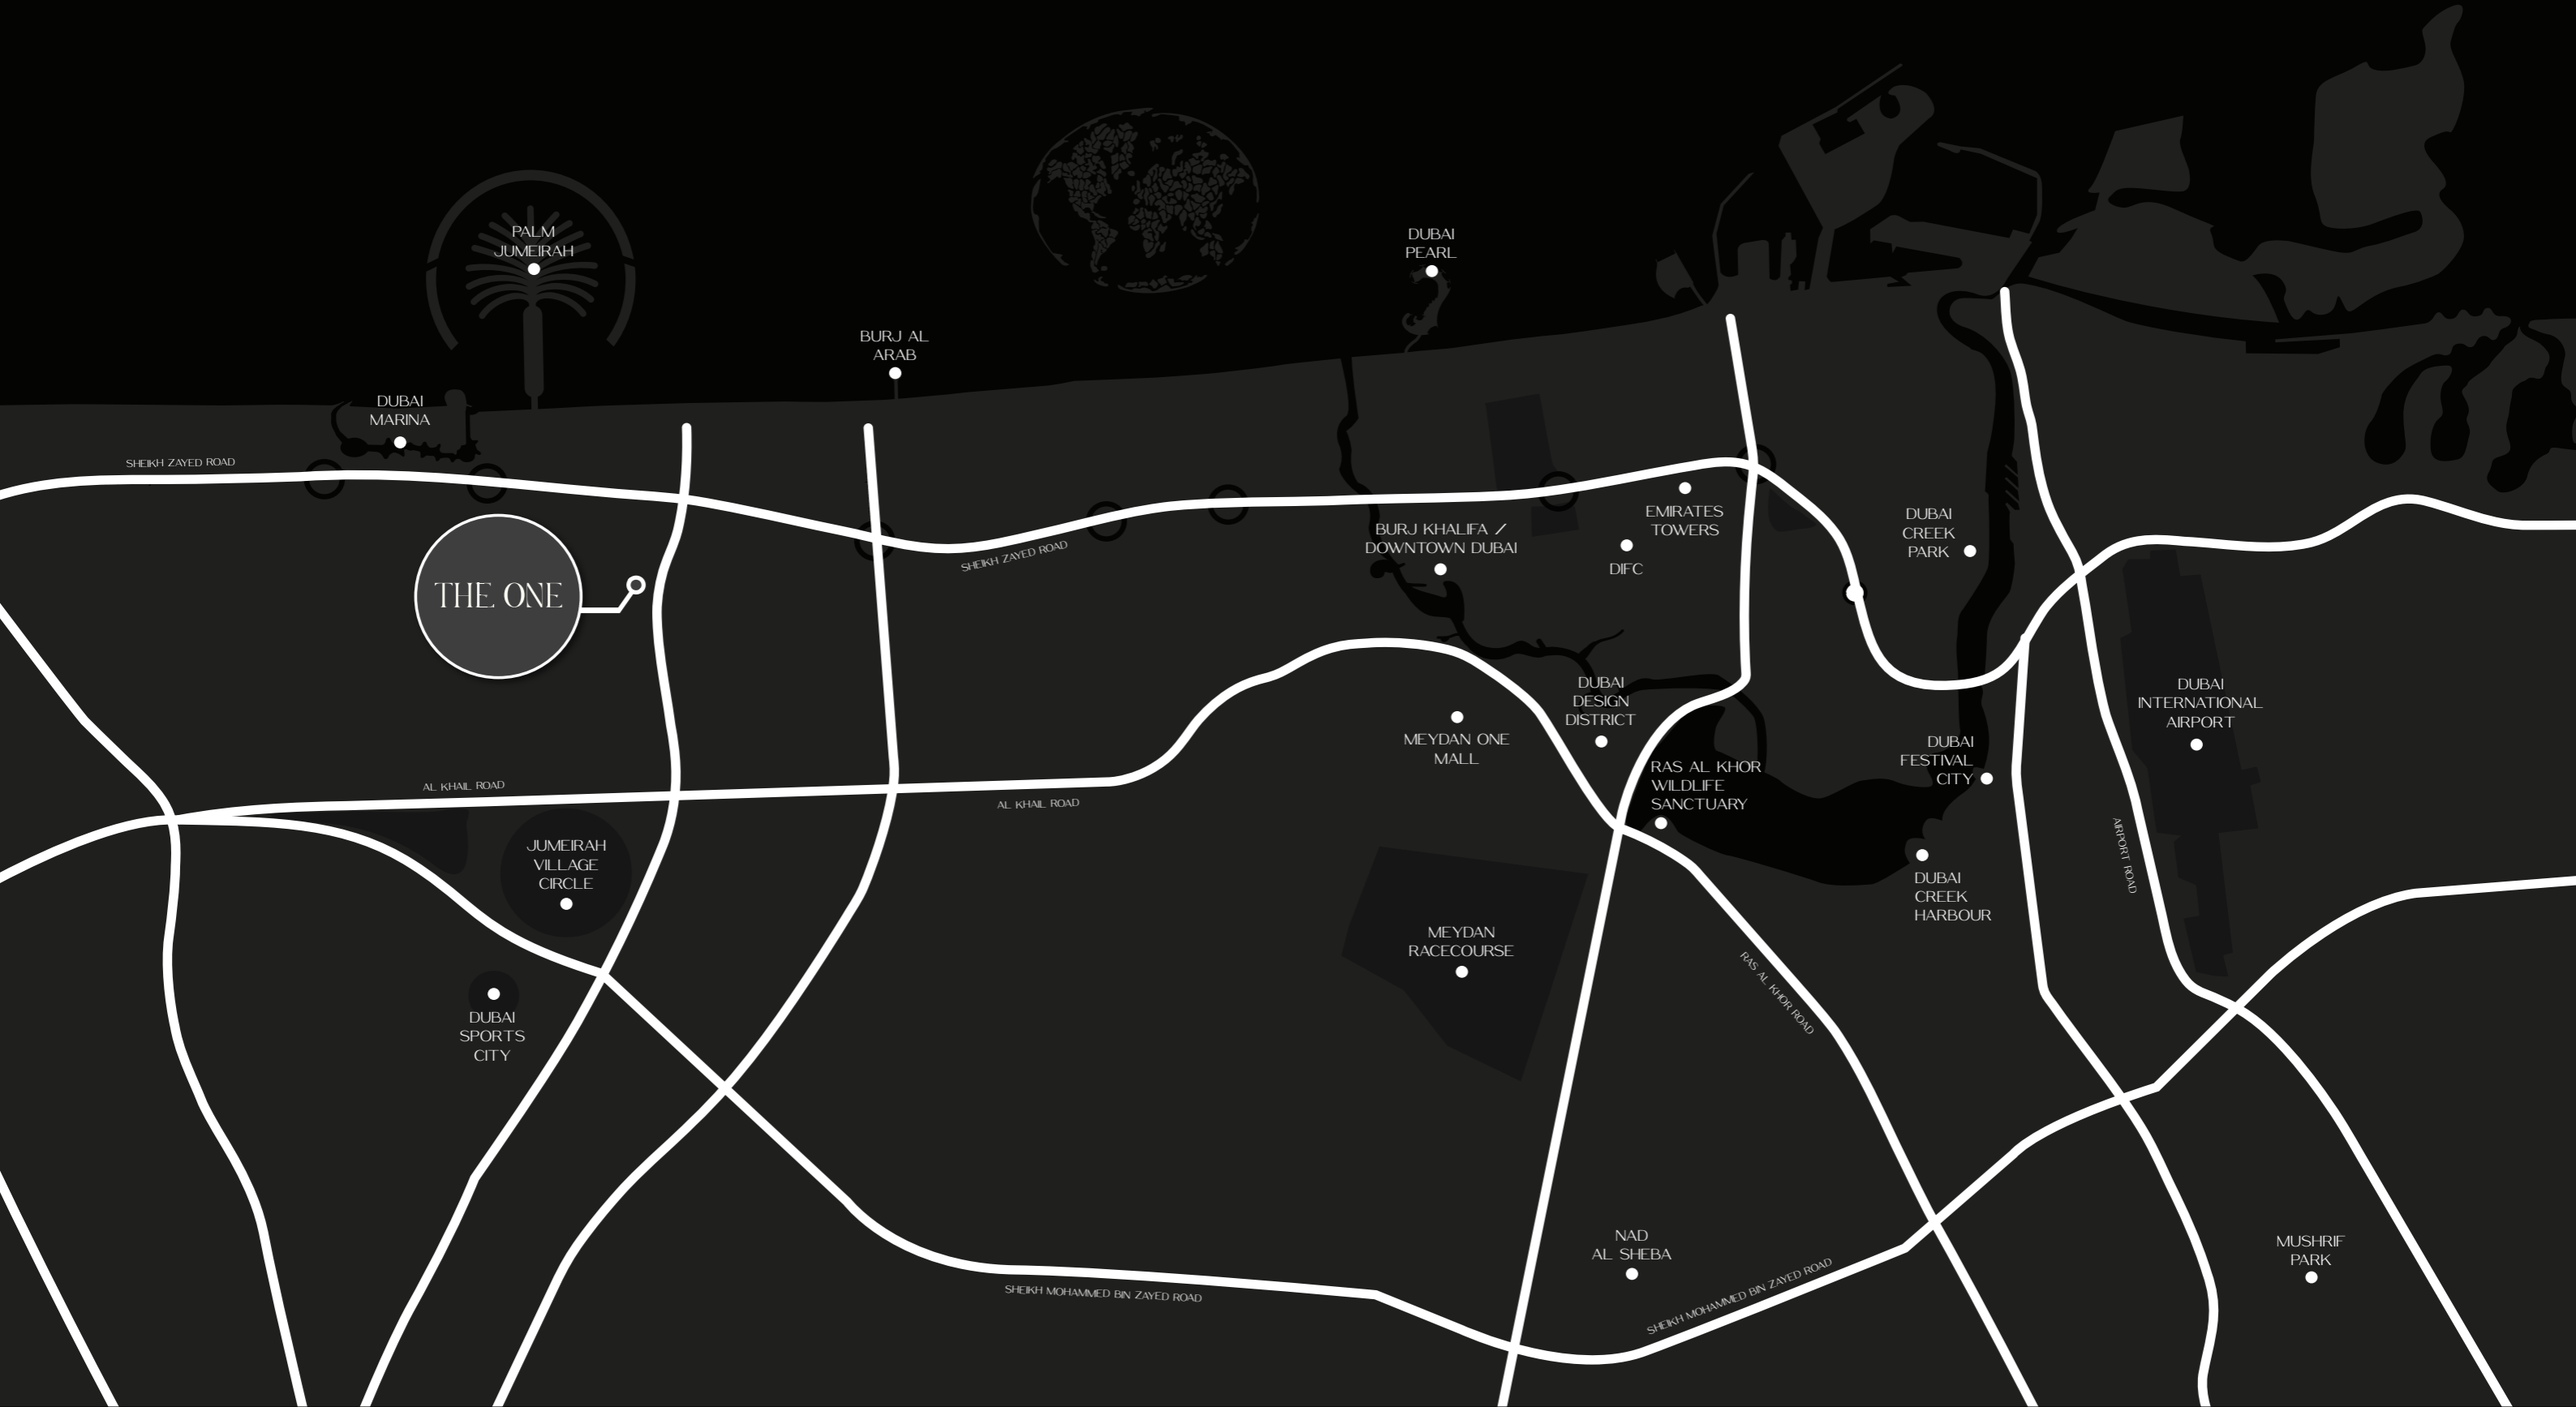 PALM
JUMEIRAH
DUBAI
PEARL
BURJ AL
ARAB
DUBAI
MARINA
SHEIKH ZAYED ROAD
SHEIKH ZAYED ROAD
THE ONE
BURJ KHALIFA /
DOWNTOWN DUBAI
EMIRATES
TOWERS
DIFC
DUBAI
CREEK
PARK
DUBAI
INTERNATIONAL
AIRPORT
DUBAI
DESIGN
DISTRICT
MEYDAN ONE
MALL
DUBAI
FESTIVAL
CITY
RAS AL KHOR
WILDLIFE
SANCTUARY
AL KHAIL ROAD
AL KHAIL ROAD
JUMEIRAH
VILLAGE
CIRCLE
AIRPORT ROAD
DUBAI
CREEK
HARBOUR
MEYDAN
RACECOURSE
RAS AL KHOR ROAD
DUBAI
SPORTS
CITY
NAD
AL SHEBA
MUSHRIF
PARK
SHEIKH MOHAMMED BIN ZAYED ROAD
SHEIKH MOHAMMED BIN ZAYED ROAD